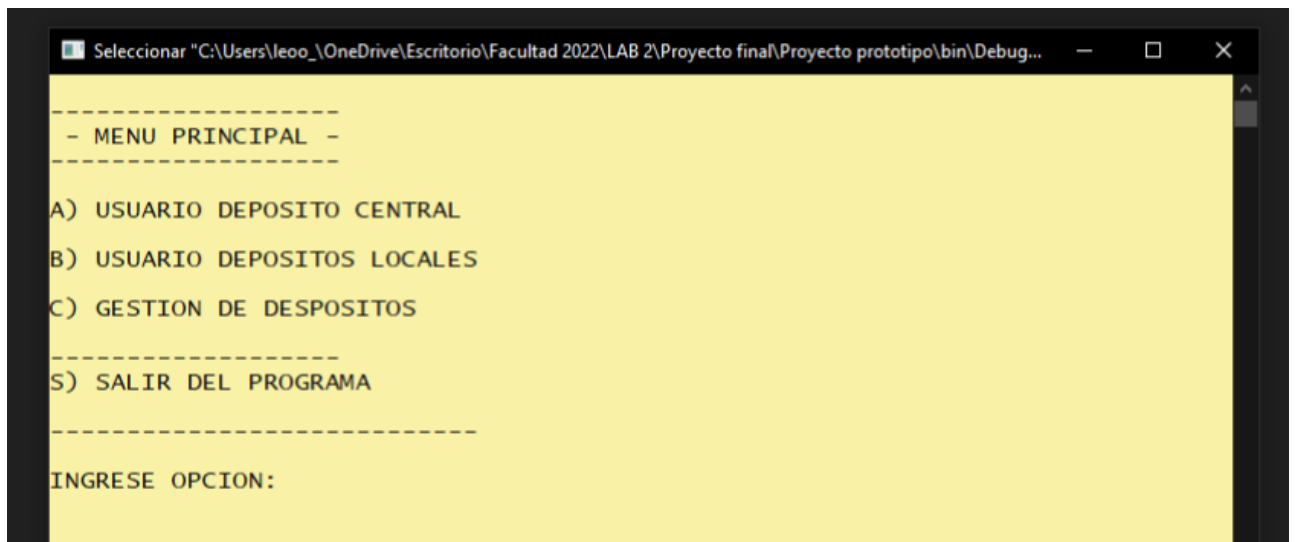 Seleccionar "C:\Users\leoo_\OneDrive\Escritorio\Facultad 2022\LAB 2\Proyecto final\Proyecto prototipo\bin\Debug...
-------------------
- MENU PRINCIPAL -
-------------------
A) USUARIO DEPOSITO CENTRAL
B) USUARIO DEPOSITOS LOCALES
C) GESTION DE DESPOSITOS
-------------------
S) SALIR DEL PROGRAMA
----------------------------
INGRESE OPCION: